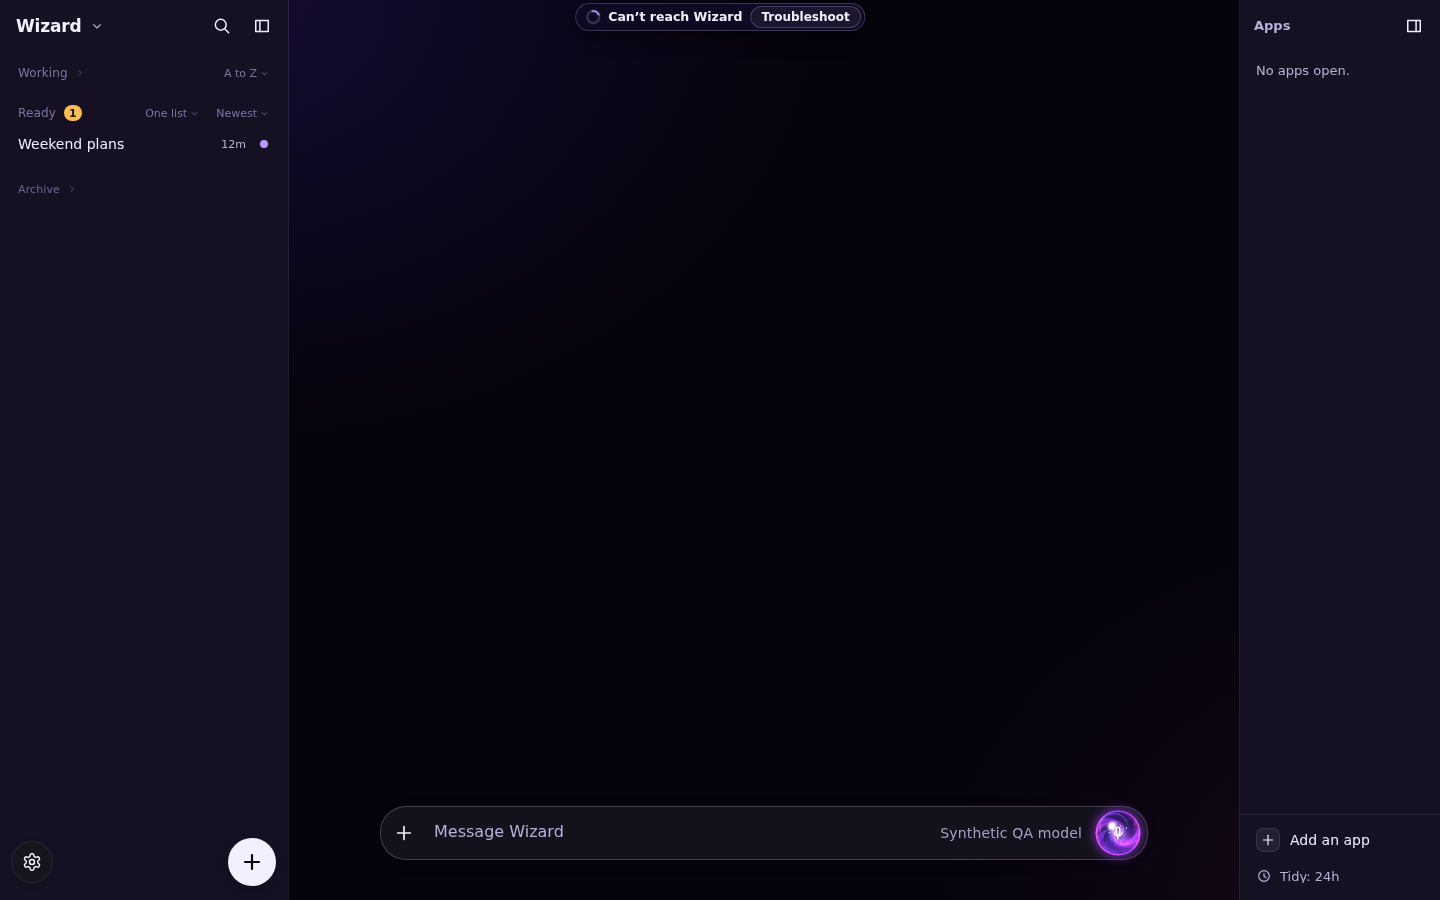 Wizard
Working
A to Z
Ready 1
One list
Newest
Weekend plans
12m
Archive
Can’t reach Wizard
Troubleshoot
Message Wizard
Synthetic QA model
Apps
No apps open.
Add an app
Tidy: 24h